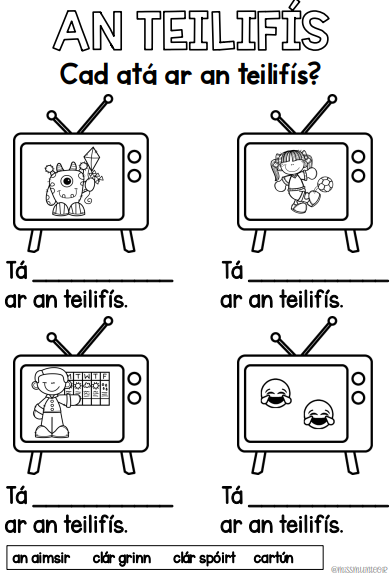 AN TEILIFÍS
Cad atá ar an teilifís?
Tá ____________
ar an teilifís.
Tá ____________
ar an teilifís.
M T W T F
Tá ____________
ar an teilifís.
Tá ____________
ar an teilifís.
an aimsir clár grinn clár spóirt cartún